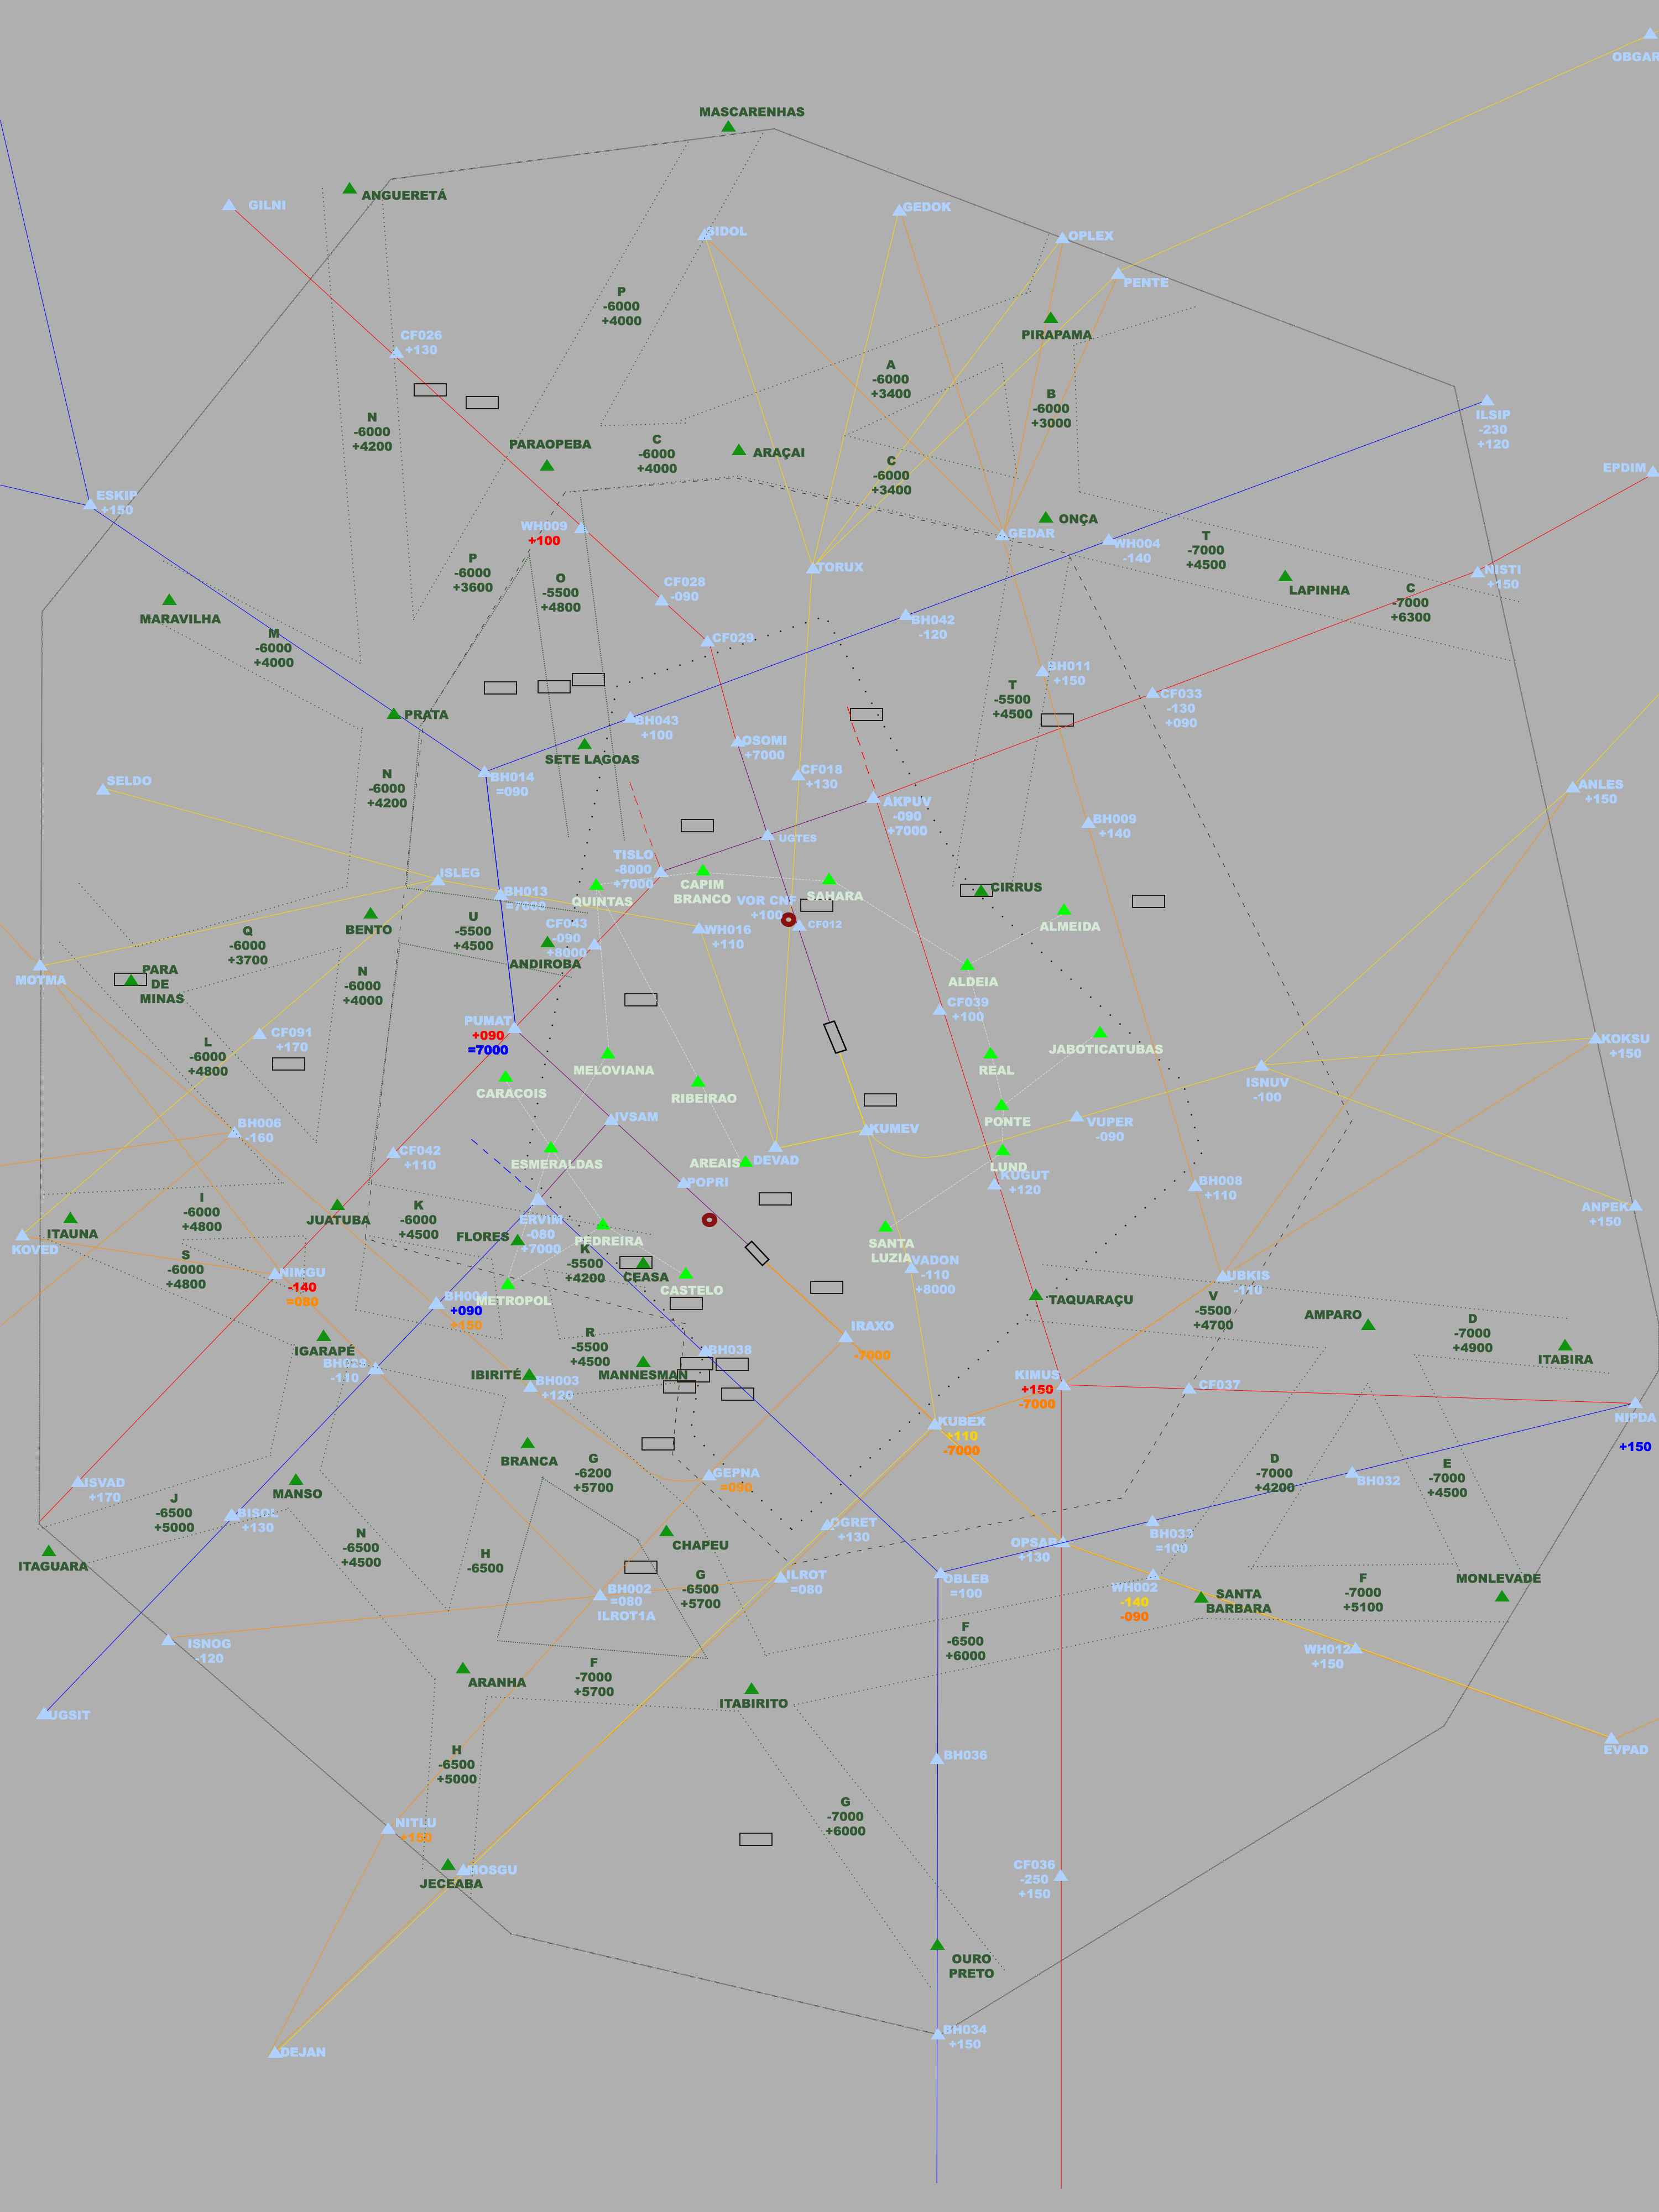 OBGAR
MASCARENHAS
ANGUERETÁ
GILNI
GEDOK
SIDOL
OPLEX
PENTE
P
-6000
+4000
PIRAPAMA
CF026
+130
A
-6000
+3400
B
-6000
+3000
ILSIP
-230
+120
N
-6000
+4200
PARAOPEBA
C
-6000
+4000
ARAÇAI
C
-6000
+3400
EPDIM
ESKIP
+150
WH009
+100
ONÇA
GEDAR
WH004
-140
T
-7000
+4500
P
-6000
+3600
O
-5500
+4800
TORUX
NISTI
+150
CF028
-090
LAPINHA
C
-7000
+6300
MARAVILHA
BH042
-120
M
-6000
+4000
CF029
BH011
+150
T
-5500
+4500
CF033
-130
+090
PRATA
BH043
+100
OSOMI
+7000
SETE LAGOAS
BH014
=090
CF018
+130
N
-6000
+4200
SELDO
ANLES
+150
AKPUV
-090
+7000
BH009
+140
UGTES
TISLO
-8000
+7000
ISLEG
BH013
=7000
CAPIM
BRANCO
SAHARA
CIRRUS
QUINTAS
VOR CNF
+100
CF012
U
-5500
+4500
CF043
-090
+8000
WH016
+110
ALMEIDA
BENTO
Q
-6000
+3700
ANDIROBA
PARA
DE
MINAS
MOTMA
N
-6000
+4000
ALDEIA
CF039
+100
PUMAT
+090
=7000
CF091
+170
L
-6000
+4800
KOKSU
+150
JABOTICATUBAS
MELOVIANA
REAL
ISNUV
-100
CARACOIS
RIBEIRAO
IVSAM
PONTE
VUPER
-090
BH006
-160
KUMEV
CF042
+110
ESMERALDAS
AREAIS
DEVAD
LUND
KUGUT
+120
POPRI
BH008
+110
I
-6000
+4800
K
-6000
+4500
ANPEK
+150
ITAUNA
JUATUBA
ERVIM
-080
+7000
KOVED
FLORES
PEDREIRA
SANTA
LUZIA
S
-6000
+4800
K
-5500
+4200
VADON
-110
+8000
NIMGU
-140
=080
CEASA
CASTELO
UBKIS
-110
METROPOL
BH004
+090
+150
TAQUARAÇU
V
-5500
+4700
AMPARO
D
-7000
+4900
IGARAPÉ
R
-5500
+4500
IRAXO
-7000
BH038
ITABIRA
BH028
-110
IBIRITÉ
BH003
+120
MANNESMAN
KIMUS
+150
-7000
CF037
NIPDA
+150
KUBEX
+110
-7000
BRANCA
G
-6200
+5700
D
-7000
+4200
E
-7000
+4500
GEPNA
=090
BH032
ISVAD
+170
MANSO
J
-6500
+5000
BISOL
+130
OGRET
+130
BH033
=100
N
-6500
+4500
CHAPEU
OPSAB
+130
ITAGUARA
H
-6500
ILROT
=080
OBLEB
=100
G
-6500
+5700
BH002
=080
ILROT1A
WH002
-140
-090
SANTA
BARBARA
F
-7000
+5100
MONLEVADE
F
-6500
+6000
ISNOG
-120
WH012
+150
F
-7000
+5700
ARANHA
ITABIRITO
UGSIT
EVPAD
H
-6500
+5000
BH036
G
-7000
+6000
NITLU
+150
MOSGU
JECEABA
CF036
-250
+150
OURO
PRETO
BH034
+150
DEJAN